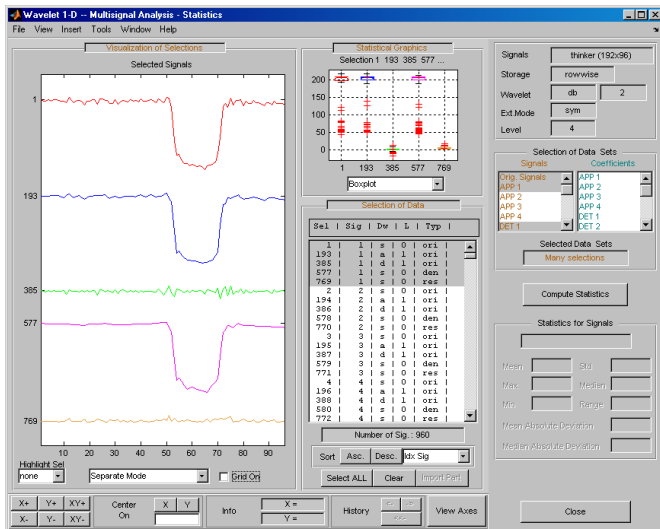 Wavelet 1-D -- Multisignal Analysis - Statistics
File View Insert Tools Window Help
Visualization of Selections
Selected Signals
1
193
385
577
769
10 20 30 40 50 60 70 80 90
Highlight Sel
none
Separate Mode
Grid On
Statistical Graphics
Selection 1 193 385 577 ...
200
150
100
50
0
1 193 385 577 769
Boxplot
Selection of Data
Sel | Sig | Dw | L | Typ |
1 | 1 | s | 0 | ori |
193 | 1 | a | 1 | ori |
385 | 1 | d | 1 | ori |
577 | 1 | s | 0 | den |
769 | 1 | s | 0 | res |
2 | 2 | s | 0 | ori |
194 | 2 | a | 1 | ori |
386 | 2 | d | 1 | ori |
578 | 2 | s | 0 | den |
770 | 2 | s | 0 | res |
3 | 3 | s | 0 | ori |
195 | 3 | a | 1 | ori |
387 | 3 | d | 1 | ori |
579 | 3 | s | 0 | den |
771 | 3 | s | 0 | res |
4 | 4 | s | 0 | ori |
196 | 4 | a | 1 | ori |
388 | 4 | d | 1 | ori |
580 | 4 | s | 0 | den |
772 | 4 | s | 0 | res |
Number of Sig. : 960
Sort Asc. Desc. Idx Sig
Select ALL Clear Import Part.
Signals thinker (192x96)
Storage rowwise
Wavelet db 2
Ext.Mode sym
Level 4
Selection of Data Sets
Signals Coefficients
Orig. Signals APP 1
APP 1 APP 2
APP 2 APP 3
APP 3 APP 4
APP 4 DET 1
DET 1 DET 2
Selected Data Sets
Many selections
Compute Statistics
Statistics for Signals
Mean Std
Max. Median
Min. Range
Mean Absolute Deviation
Median Absolute Deviation
X+ Y+ XY+
X- Y- XY-
Center On X Y
Info X =
Y =
History <- ->
<<-
View Axes
Close